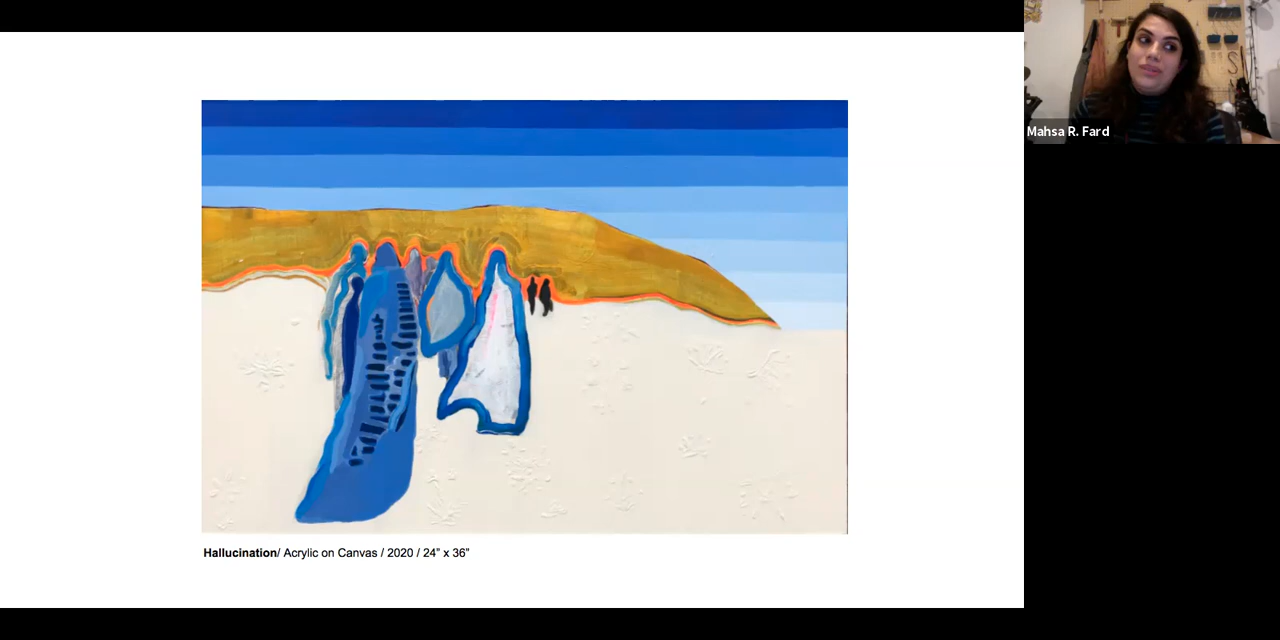 Mahsa R. Fard
Hallucination/ Acrylic on Canvas / 2020 / 24” x 36”